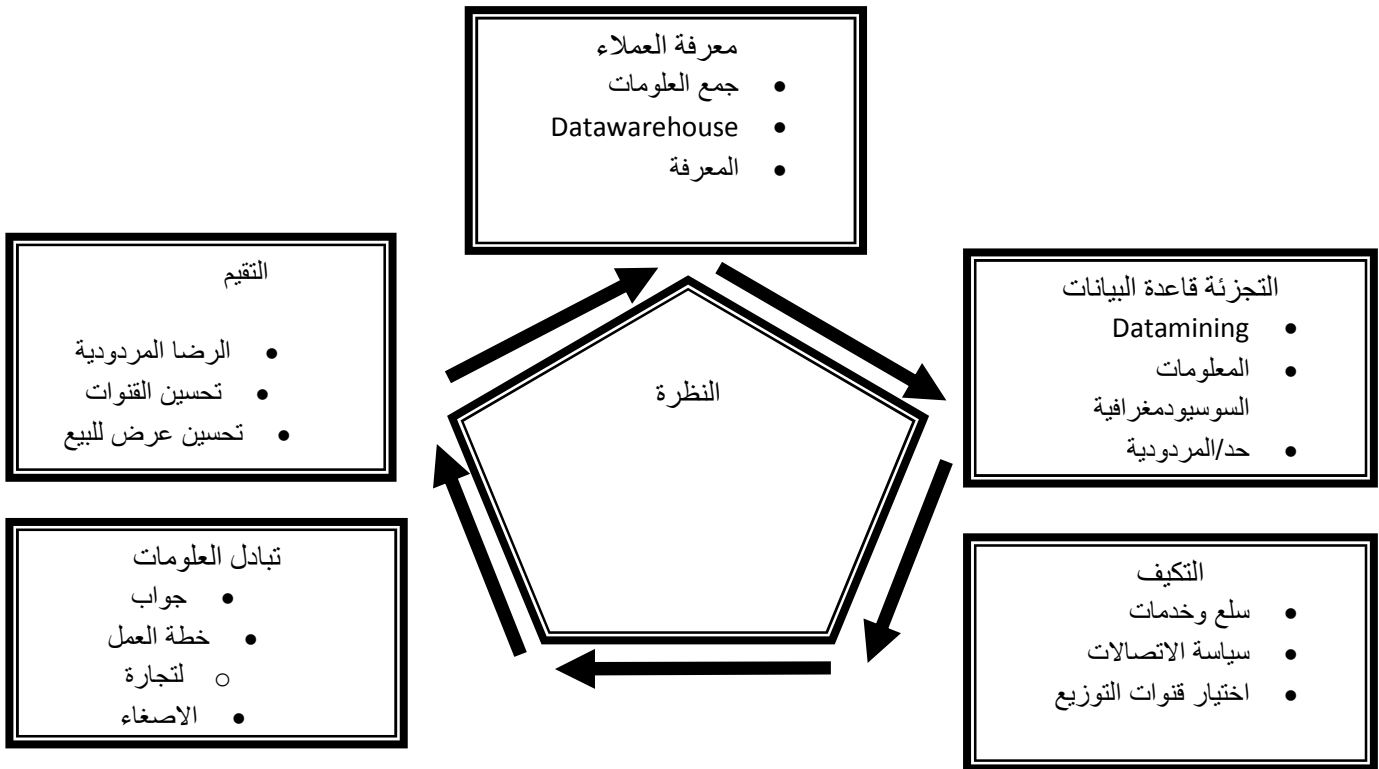 معرفة العملاء
• جمع العلومات
• Datawarehouse
• المعرفة
التجزئة قاعدة البيانات
• Datamining
• المعلومات
السوسيودمغرافية
• حد/المردودية
التكيف
• سلع وخدمات
• سياسة الاتصالات
• اختيار قنوات التوزيع
تبادل العلومات
• جواب
• خطة العمل
○ لتجارة
• الاصغاء
التقيم
• الرضا المردودية
• تحسين القنوات
• تحسين عرض للبيع
النظرة